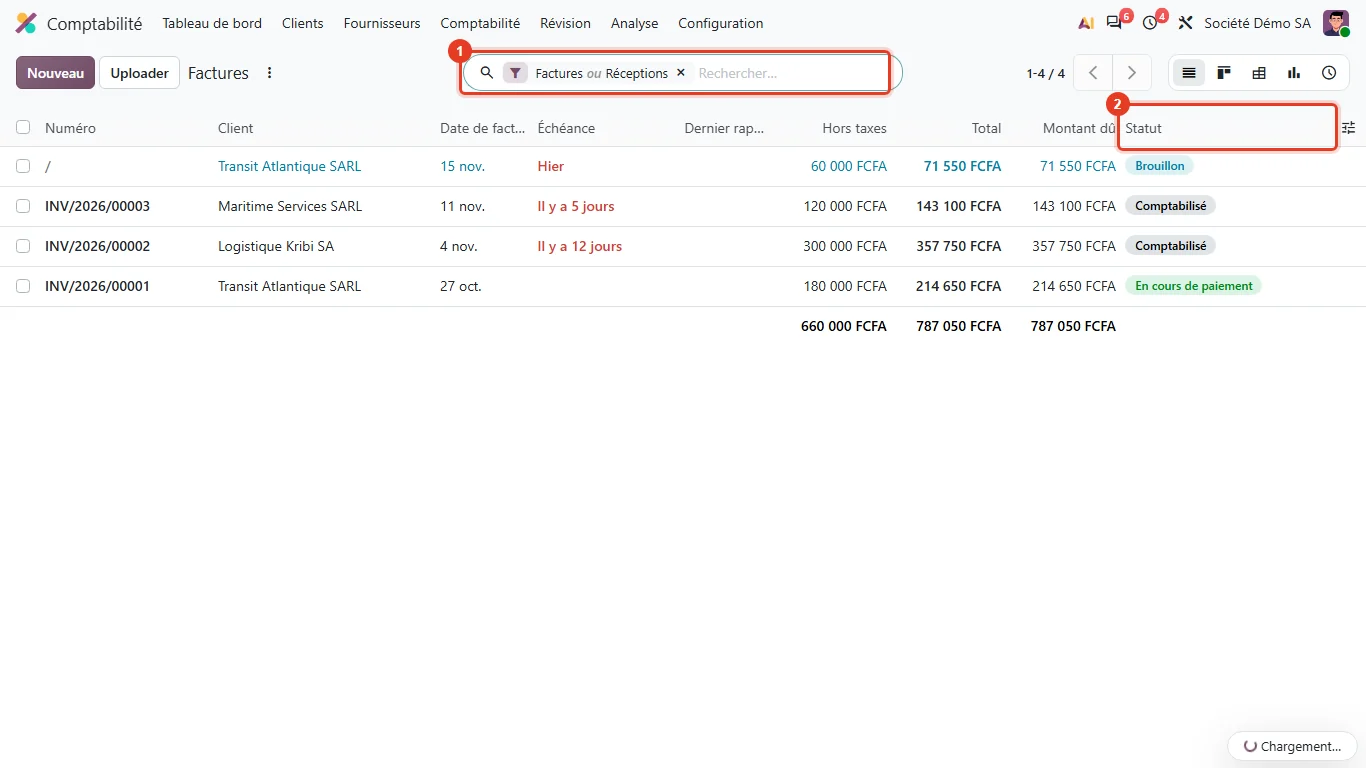 Comptabilité Tableau de bord Clients Fournisseurs Comptabilité Révision Analyse Configuration AI 6 4 Société Démo SA
1
Nouveau Uploader Factures Factures ou Réceptions × Rechercher... 1-4 / 4
2
Numéro Client Date de fact... Échéance Dernier rap... Hors taxes Total Montant dû Statut
/ Transit Atlantique SARL 15 nov. Hier 60 000 FCFA 71 550 FCFA 71 550 FCFA Brouillon
INV/2026/00003 Maritime Services SARL 11 nov. Il y a 5 jours 120 000 FCFA 143 100 FCFA 143 100 FCFA Comptabilisé
INV/2026/00002 Logistique Kribi SA 4 nov. Il y a 12 jours 300 000 FCFA 357 750 FCFA 357 750 FCFA Comptabilisé
INV/2026/00001 Transit Atlantique SARL 27 oct. 180 000 FCFA 214 650 FCFA 214 650 FCFA En cours de paiement
660 000 FCFA 787 050 FCFA 787 050 FCFA
Chargement...